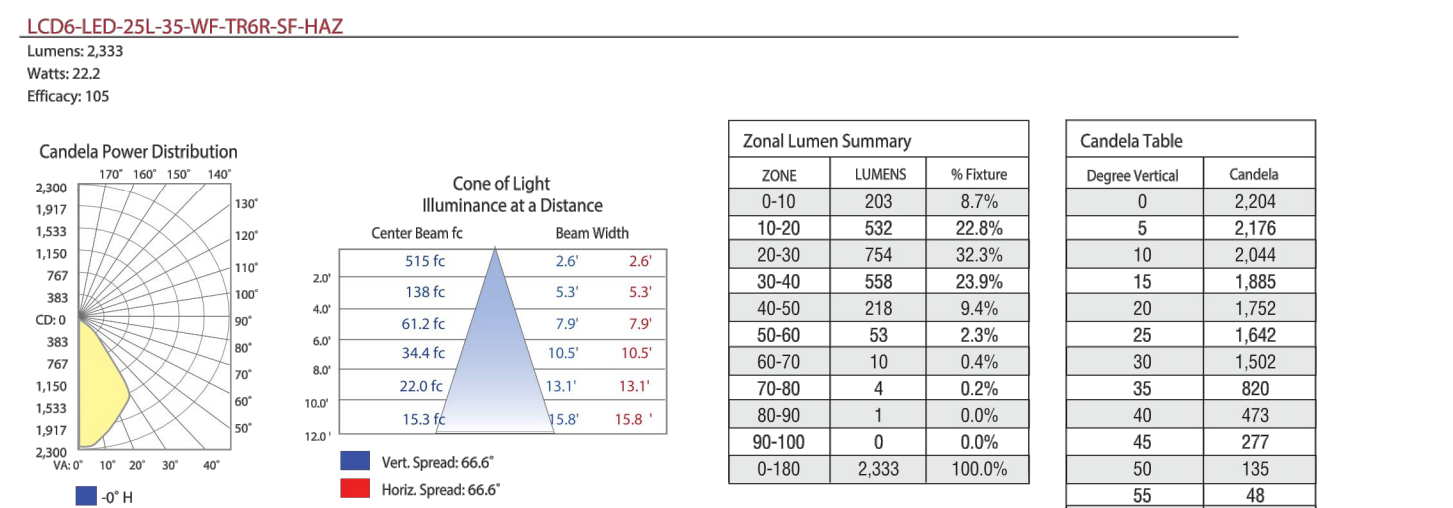 LCD6-LED-25L-35-WF-TR6R-SF-HAZ
Lumens: 2,333
Watts: 22.2
Efficacy: 105
Candela Power Distribution
170° 160° 150° 140°
2,300
1,917
1,533
1,150
767
383
CD: 0
383
767
1,150
1,533
1,917
2,300
130°
120°
110°
100°
90°
80°
70°
60°
50°
VA: 0° 10° 20° 30° 40°
-0° H
Cone of Light
Illuminance at a Distance
Center Beam fc Beam Width
515 fc 2.6' 2.6'
2.0'
138 fc 5.3' 5.3'
4.0'
61.2 fc 7.9' 7.9'
6.0'
34.4 fc 10.5' 10.5'
8.0'
22.0 fc 13.1' 13.1'
10.0'
15.3 fc 15.8' 15.8 '
12.0 '
Vert. Spread: 66.6°
Horiz. Spread: 66.6°
Zonal Lumen Summary
ZONE LUMENS % Fixture
0-10 203 8.7%
10-20 532 22.8%
20-30 754 32.3%
30-40 558 23.9%
40-50 218 9.4%
50-60 53 2.3%
60-70 10 0.4%
70-80 4 0.2%
80-90 1 0.0%
90-100 0 0.0%
0-180 2,333 100.0%
Candela Table
Degree Vertical Candela
0 2,204
5 2,176
10 2,044
15 1,885
20 1,752
25 1,642
30 1,502
35 820
40 473
45 277
50 135
55 48